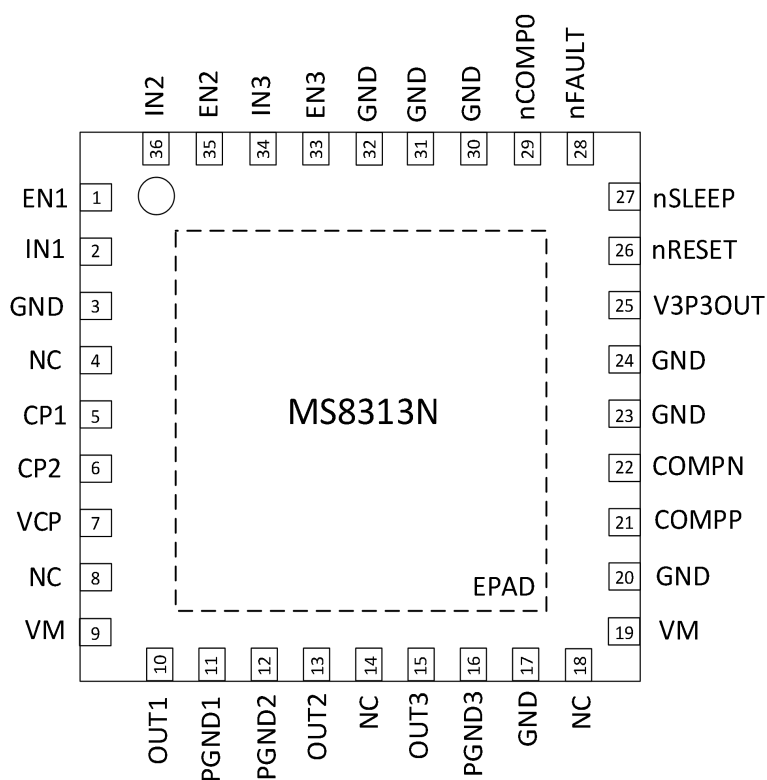 IN2 EN2 IN3 EN3 GND GND GND nCOMP0 nFAULT
36 35 34 33 32 31 30 29 28
EN1 1 27 nSLEEP
IN1 2 26 nRESET
GND 3 25 V3P3OUT
NC 4 24 GND
CP1 5 23 GND
MS8313N
CP2 6 22 COMPN
VCP 7 21 COMPP
NC 8 20 GND
EPAD
VM 9 19 VM
10 11 12 13 14 15 16 17 18
OUT1 PGND1 PGND2 OUT2 NC OUT3 PGND3 GND NC